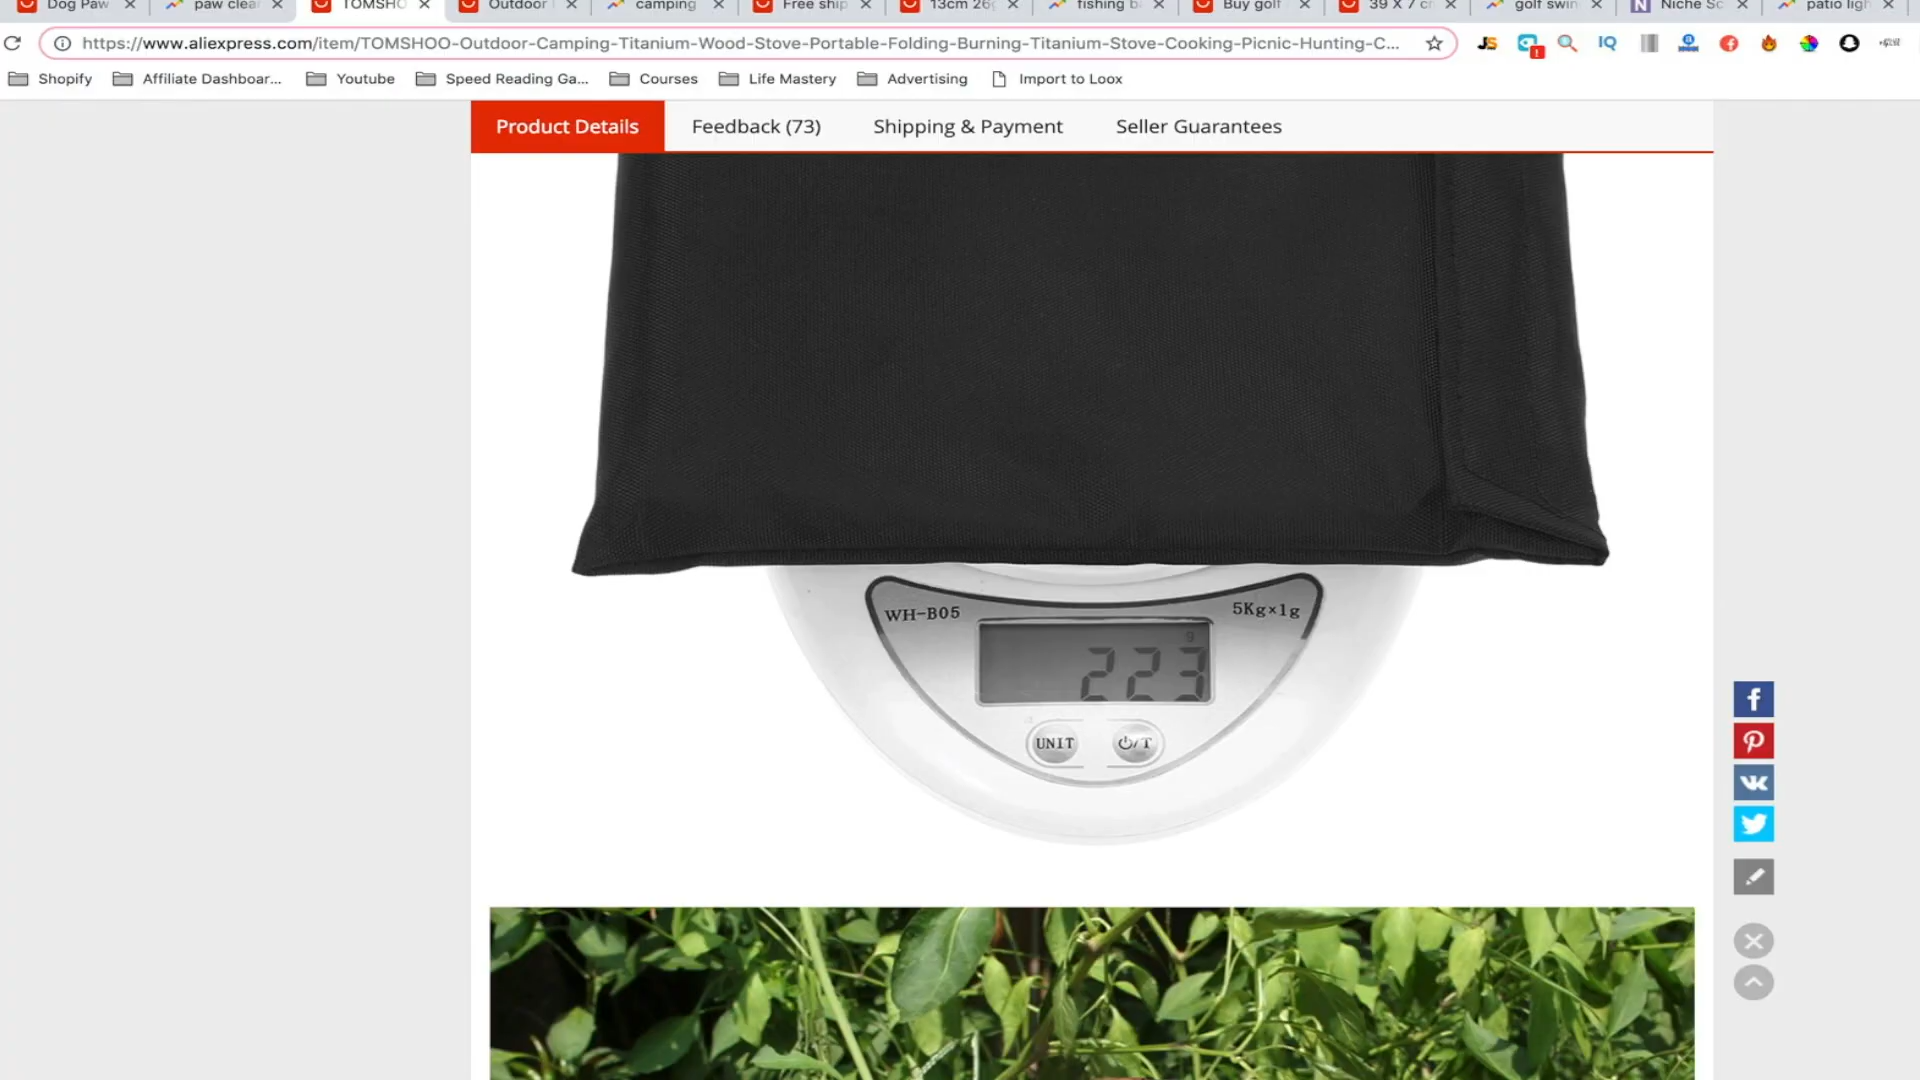 Dog Paw
paw clea
TOMSHO
Outdoor
camping
Free ship
13cm 26g
fishing b
Buy golf
39 X 7 c
golf swin
Niche Sc
patio ligh
https://www.aliexpress.com/item/TOMSHOO-Outdoor-Camping-Titanium-Wood-Stove-Portable-Folding-Burning-Titanium-Stove-Cooking-Picnic-Hunting-C...
JS
IQ
Shopify
Affiliate Dashboar...
Youtube
Speed Reading Ga...
Courses
Life Mastery
Advertising
Import to Loox
Product Details
Feedback (73)
Shipping & Payment
Seller Guarantees
WH-B05
5Kg×1g
g
223
UNIT
⏻/T